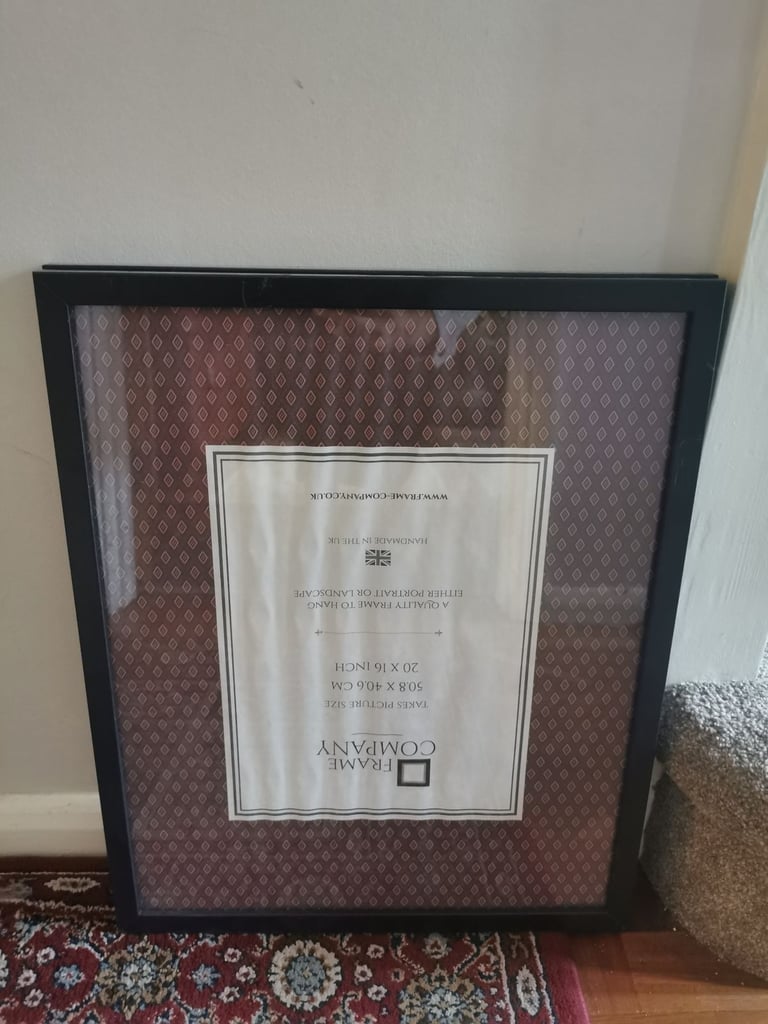 FRAME
COMPANY
TAKES PICTURE SIZE
50.8 X 40.6 CM
20 X 16 INCH
A QUALITY FRAME TO HANG
EITHER PORTRAIT OR LANDSCAPE
HANDMADE IN THE UK
WWW.FRAME-COMPANY.CO.UK